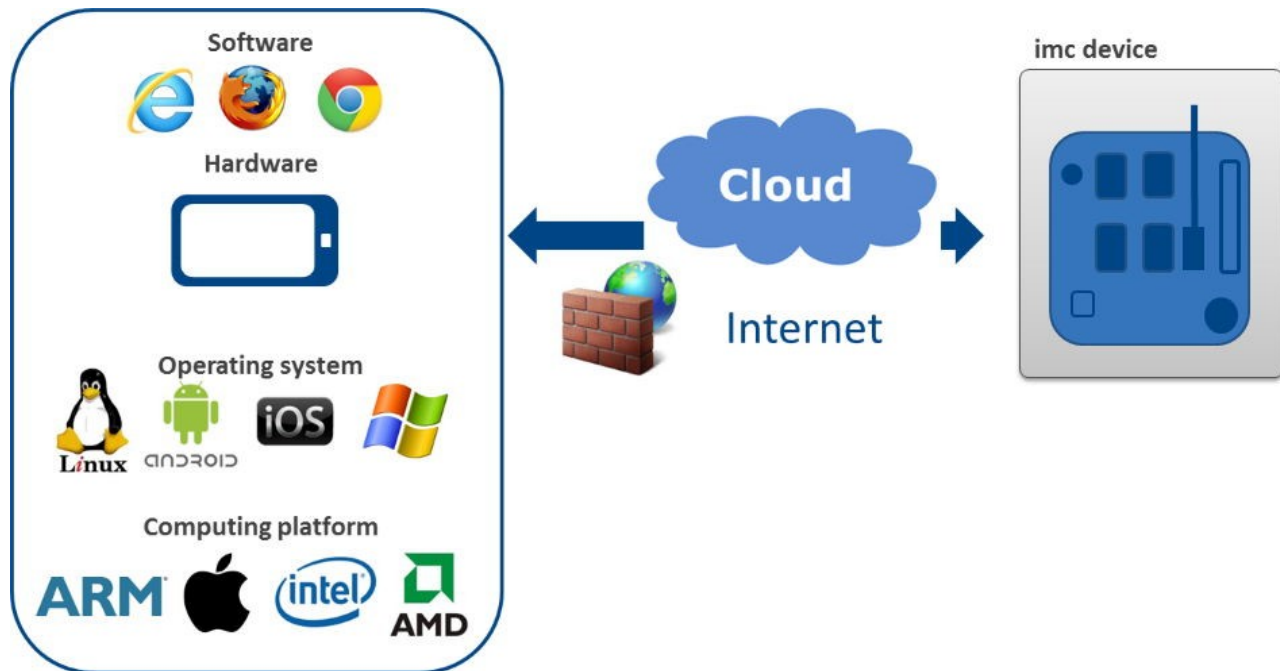 Software
imc device
Hardware
Cloud
Internet
Operating system
Linux
ANDROID
iOS
Computing platform
ARM
intel
AMD